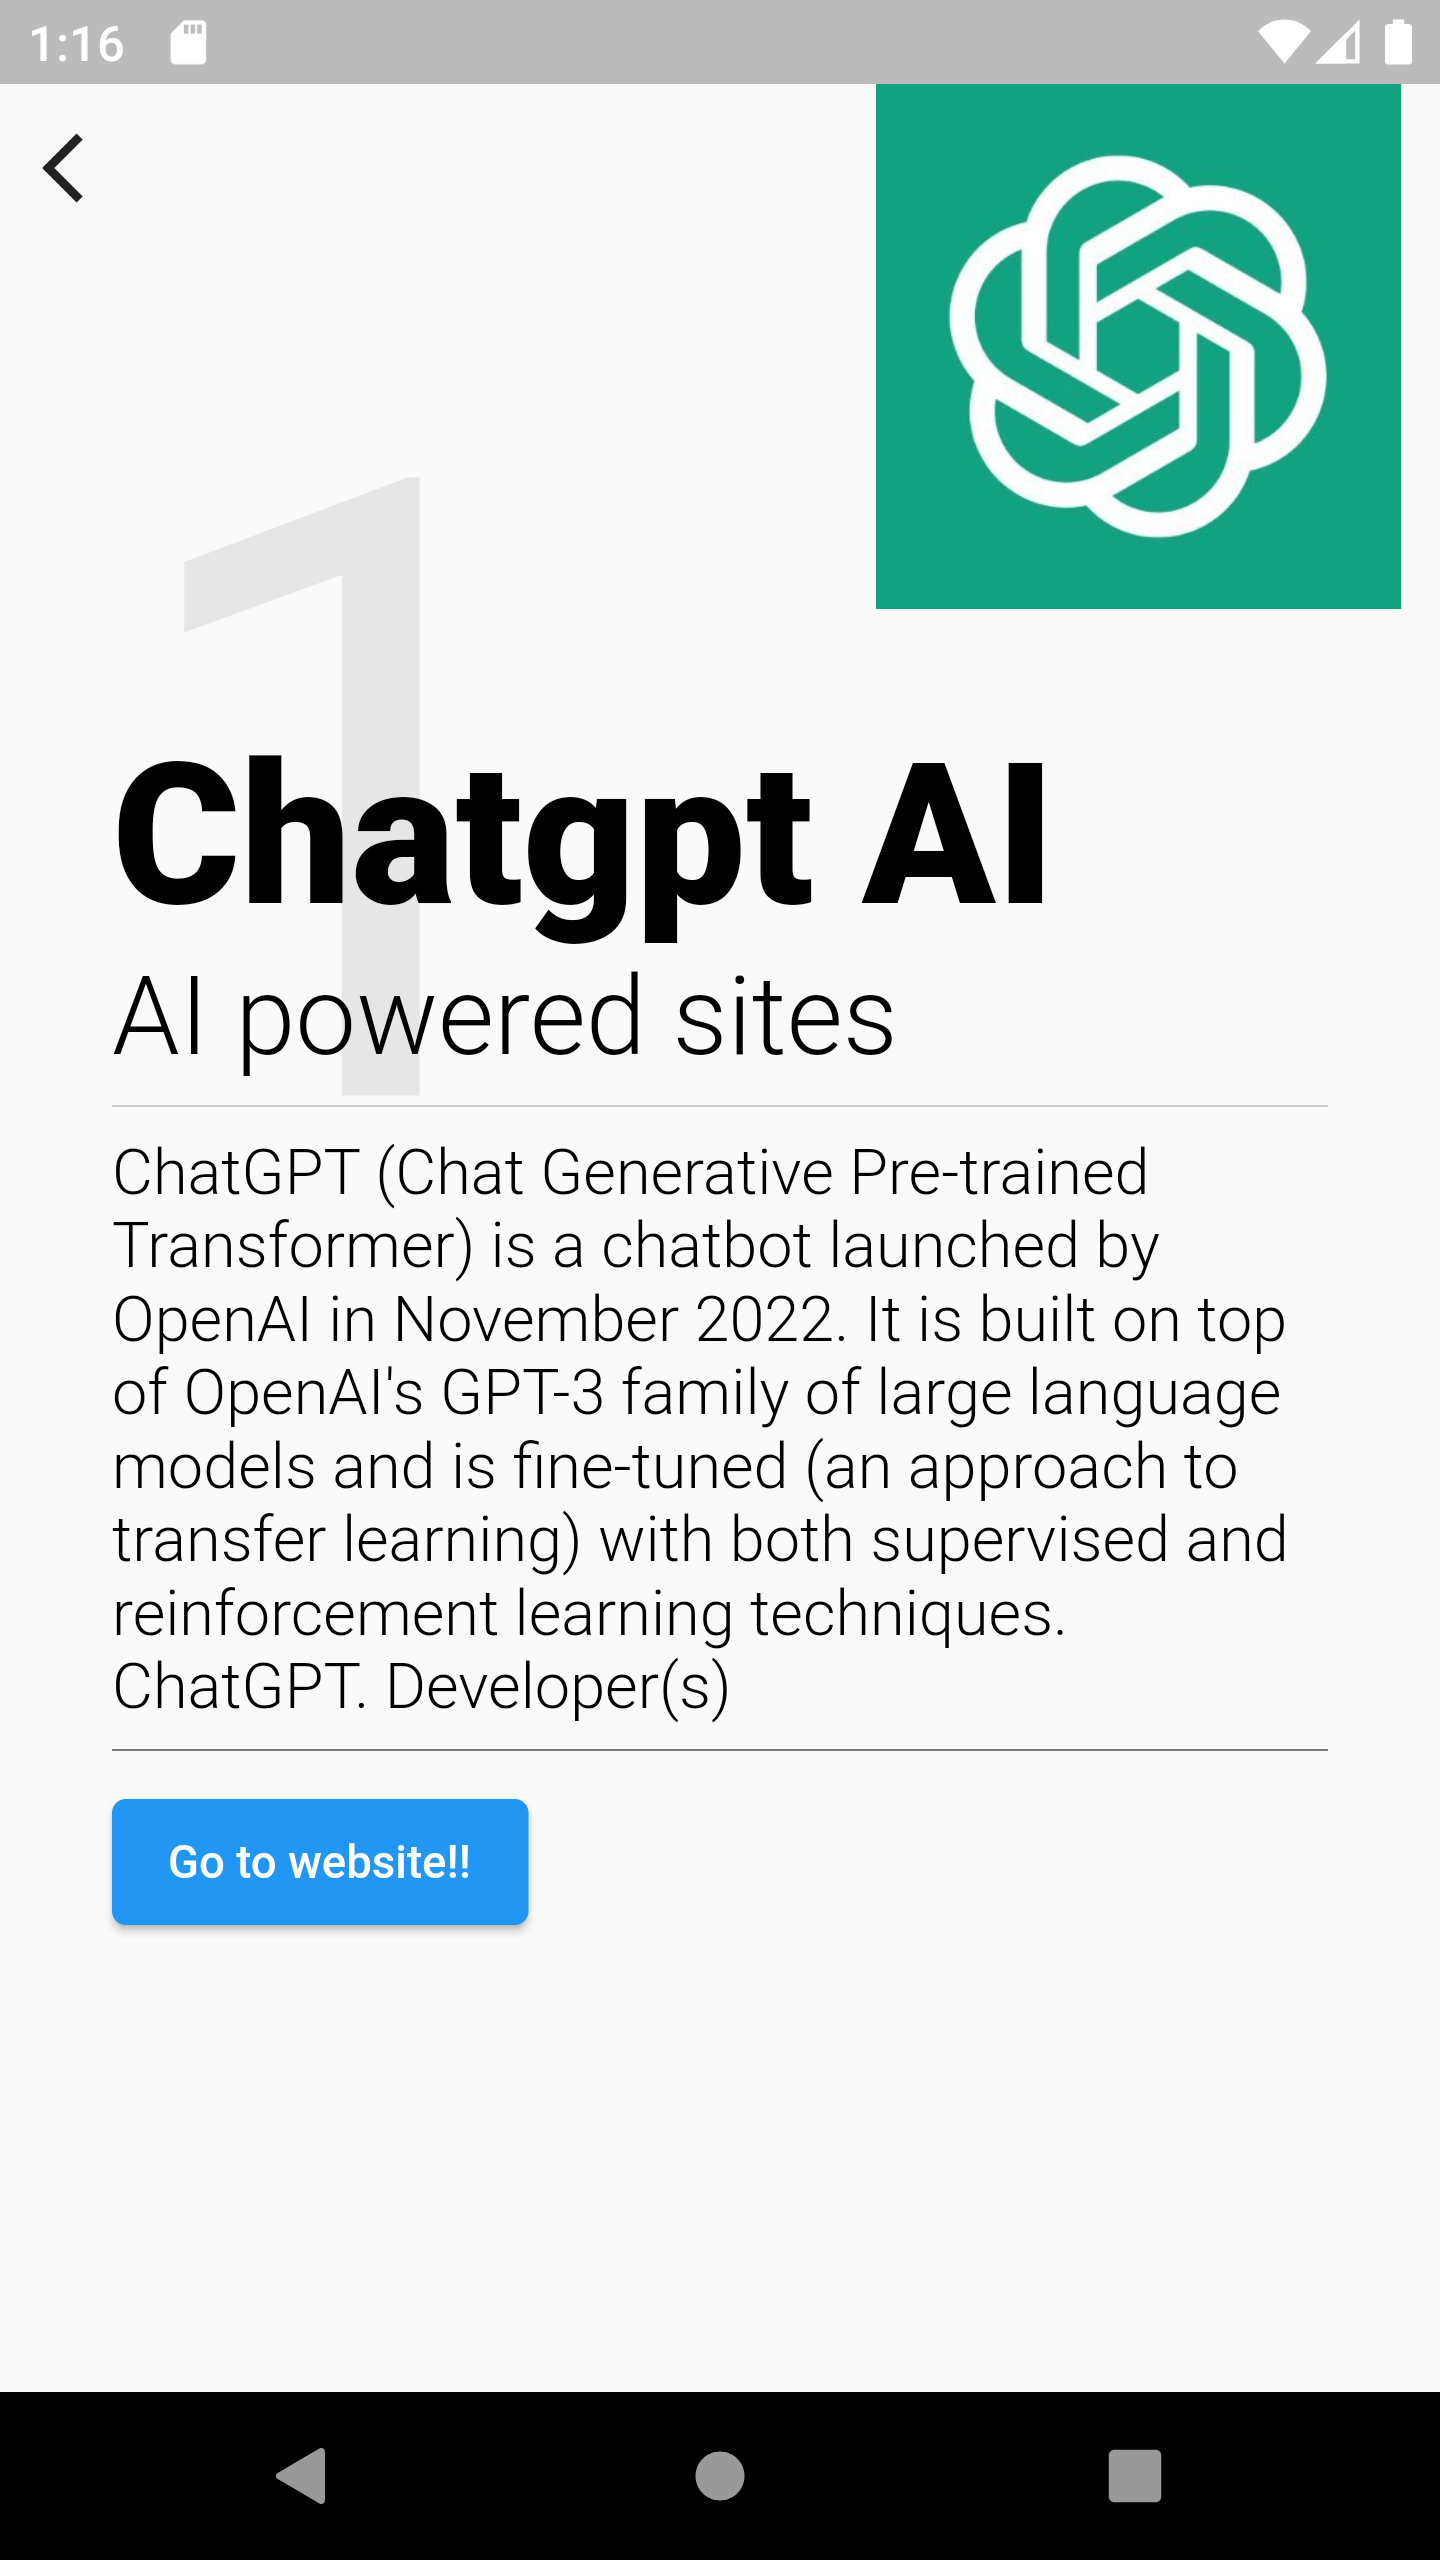 1:16
1
Chatgpt AI
AI powered sites
ChatGPT (Chat Generative Pre-trained
Transformer) is a chatbot launched by
OpenAI in November 2022. It is built on top
of OpenAI's GPT-3 family of large language
models and is fine-tuned (an approach to
transfer learning) with both supervised and
reinforcement learning techniques.
ChatGPT. Developer(s)
Go to website!!